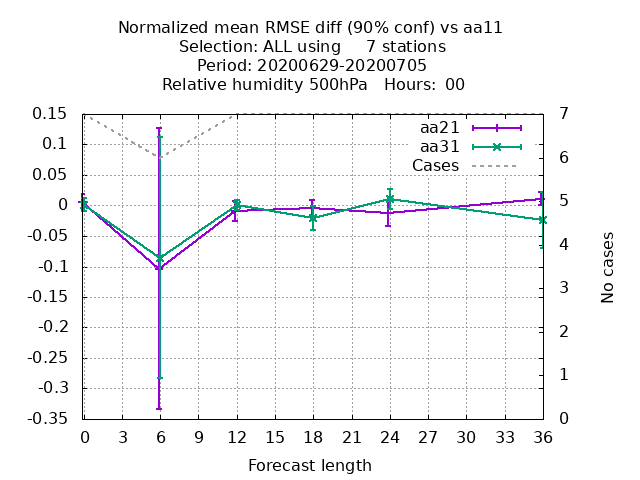 Normalized mean RMSE diff (90% conf) vs aa11
Selection: ALL using     7 stations
Period: 20200629-20200705
Relative humidity 500hPa   Hours:  00
aa21
aa31
Cases
0.15
0.1
0.05
0
-0.05
-0.1
-0.15
-0.2
-0.25
-0.3
-0.35
7
6
5
4
3
2
1
0
No cases
0 3 6 9 12 15 18 21 24 27 30 33 36
Forecast length